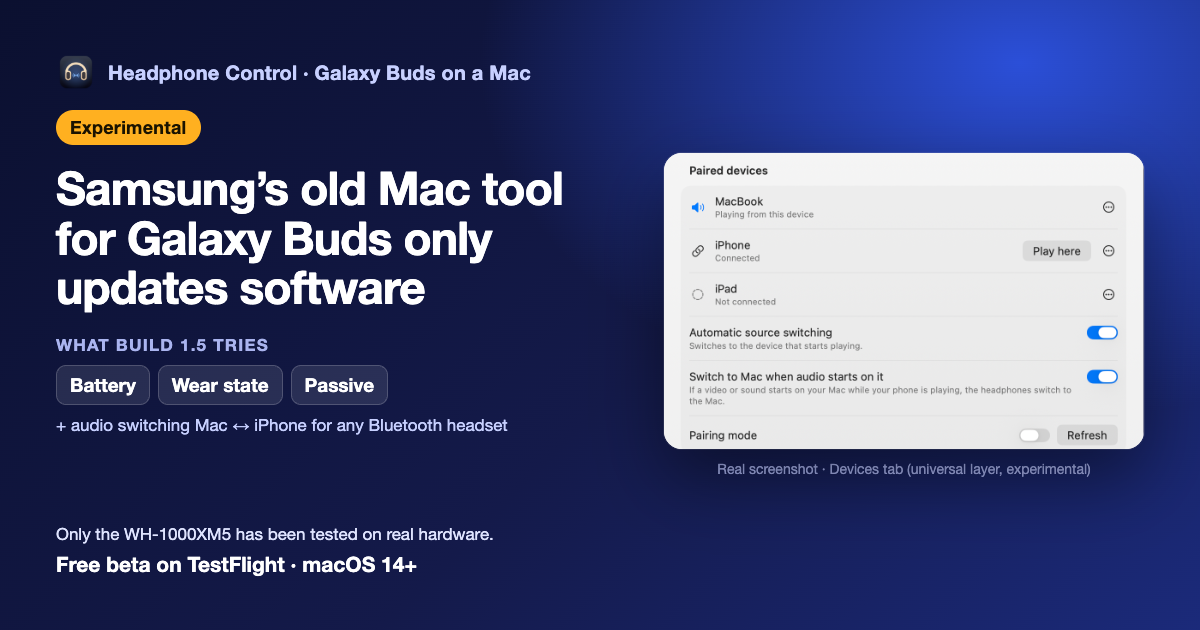 Headphone Control · Galaxy Buds on a Mac
Experimental
Samsung’s old Mac tool
for Galaxy Buds only
updates software
WHAT BUILD 1.5 TRIES
Battery
Wear state
Passive
+ audio switching Mac ↔ iPhone for any Bluetooth headset
Only the WH-1000XM5 has been tested on real hardware.
Free beta on TestFlight · macOS 14+
Paired devices
MacBook
Playing from this device
iPhone
Connected
Play here
iPad
Not connected
Automatic source switching
Switches to the device that starts playing.
Switch to Mac when audio starts on it
If a video or sound starts on your Mac while your phone is playing, the headphones switch to
the Mac.
Pairing mode
Refresh
Real screenshot · Devices tab (universal layer, experimental)